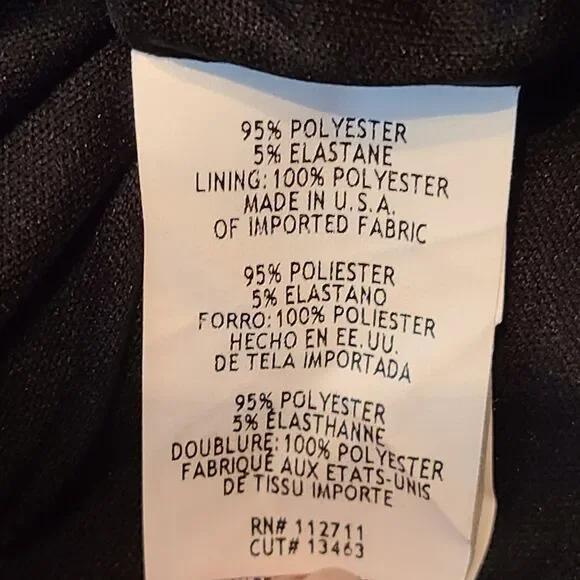 95% POLYESTER
5% ELASTANE
LINING: 100% POLYESTER
MADE IN U.S.A.
OF IMPORTED FABRIC
95% POLIESTER
5% ELASTANO
FORRO: 100% POLIESTER
HECHO EN EE.UU.
DE TELA IMPORTADA
95% POLYESTER
5% ÉLASTHANNE
DOUBLURE: 100% POLYESTER
FABRIQUÉ AUX ETATS-UNIS
DE TISSU IMPORTE
RN# 112711
CUT# 13463